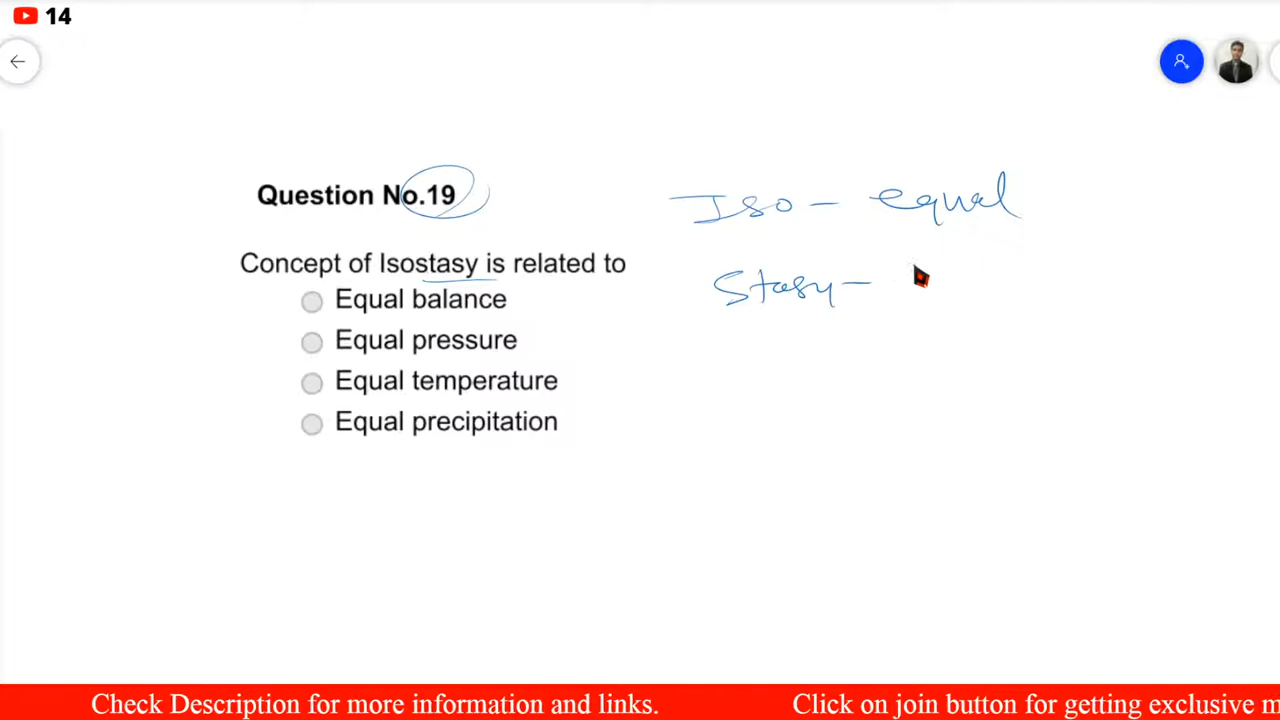 14
Question No.19
Iso - equal
Concept of Isostasy is related to
Stasy -
Equal balance
Equal pressure
Equal temperature
Equal precipitation
Check Description for more information and links.
Click on join button for getting exclusive m